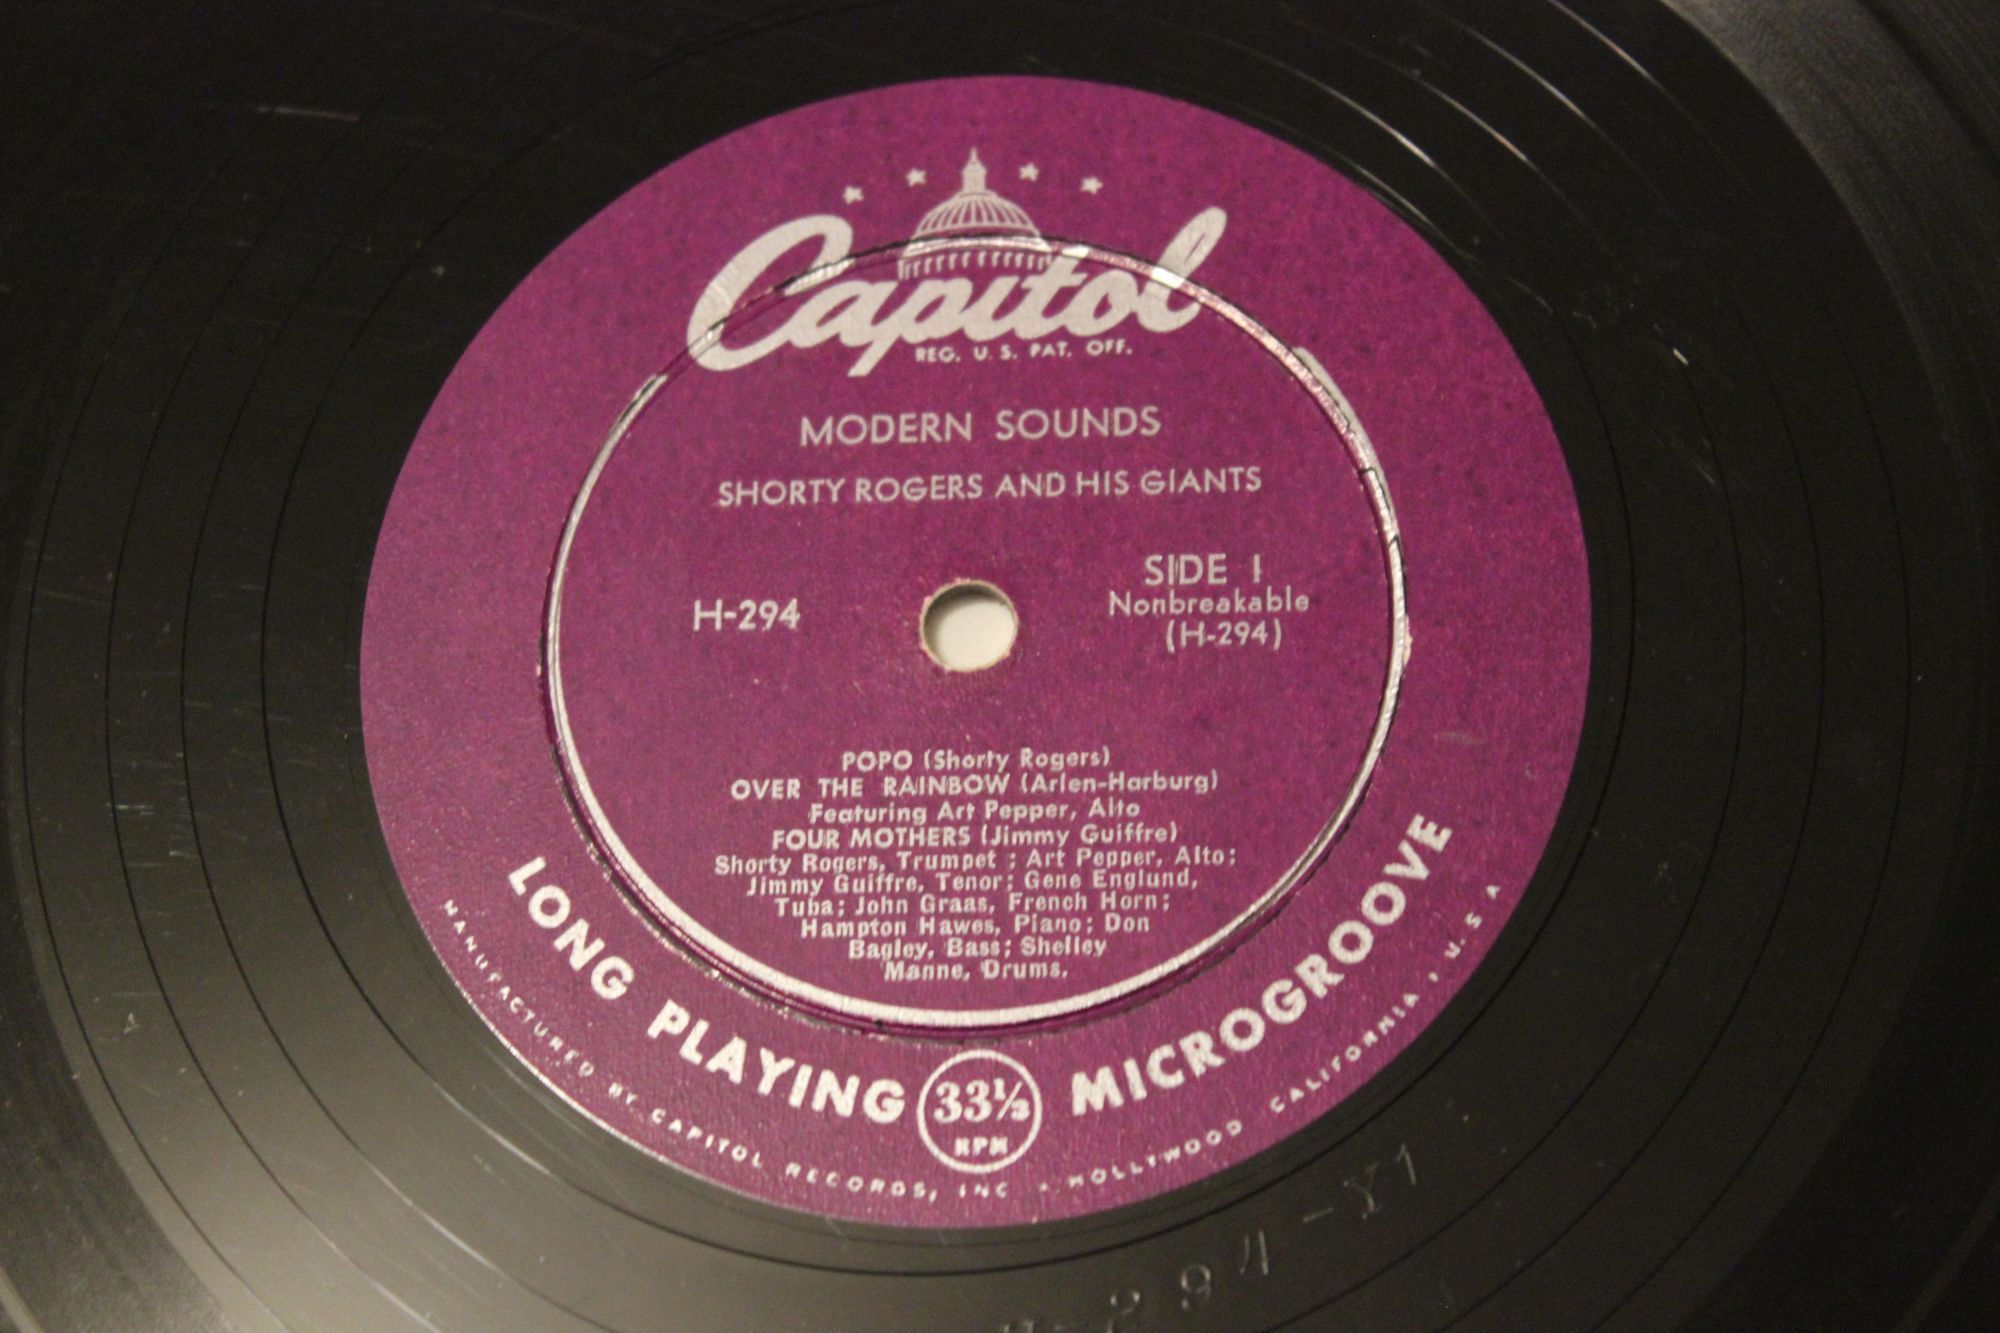 Capitol
REG. U.S. PAT. OFF.
MODERN SOUNDS
SHORTY ROGERS AND HIS GIANTS
SIDE 1
Nonbreakable
H-294
(H-294)
POPO (Shorty Rogers)
OVER THE RAINBOW (Arlen-Harburg)
Featuring Art Pepper, Alto
FOUR MOTHERS (Jimmy Guiffre)
Shorty Rogers, Trumpet ; Art Pepper, Alto;
Jimmy Guiffre, Tenor; Gene Englund,
Tuba; John Graas, French Horn;
Hampton Hawes, Piano; Don
Bagley, Bass; Shelley
Manne, Drums.
LONG PLAYING 33⅓ RPM MICROGROOVE
MANUFACTURED BY CAPITOL RECORDS, INC. HOLLYWOOD CALIFORNIA, U.S.A
294-Y1